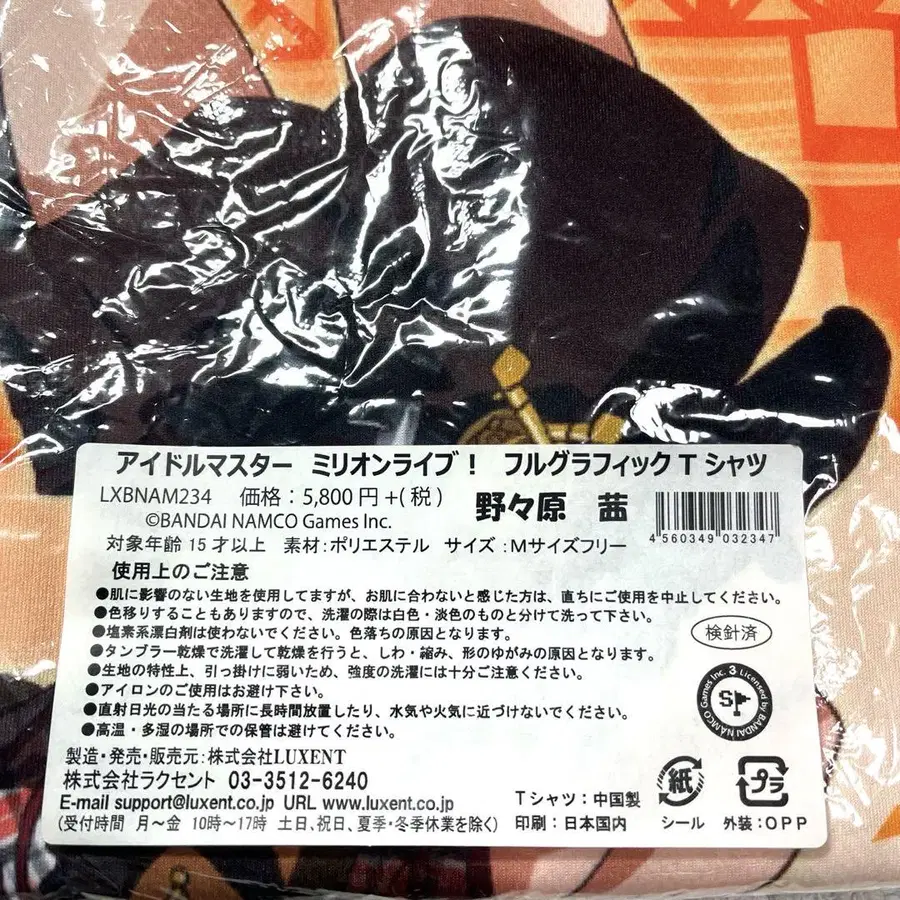 アイドルマスター ミリオンライブ! フルグラフィックTシャツ
LXBNAM234 価格:5,800円+(税) 野々原 茜
©BANDAI NAMCO Games Inc.
4 560349 032347
対象年齢 15才以上 素材:ポリエステル サイズ:Mサイズフリー
使用上のご注意
●肌に影響のない生地を使用してますが、お肌に合わないと感じた方は、直ちにご使用を中止してください。
●色移りすることもありますので、洗濯の際は白色・淡色のものと分けて洗って下さい。
●塩素系漂白剤は使わないでください。色落ちの原因となります。
●タンブラー乾燥で洗濯して乾燥を行うと、しわ・縮み、形のゆがみの原因となります。
●生地の特性上、引っ掛けに弱いため、強度の洗濯には十分ご注意ください。
●アイロンのご使用はお避け下さい。
●直射日光の当たる場所に長時間放置したり、水気や火気に近づけないでください。
●高温・多湿の場所での保管は避けてください。
検針済
Licensed by BANDAI NAMCO Games Inc. 3
SP
製造・発売・販売元:株式会社LUXENT
株式会社ラクセント 03-3512-6240
E-mail support@luxent.co.jp URL www.luxent.co.jp
(受付時間 月〜金 10時〜17時 土日、祝日、夏季・冬季休業を除く)
Tシャツ:中国製
印刷:日本国内
紙
シール
プラ
外装:OPP